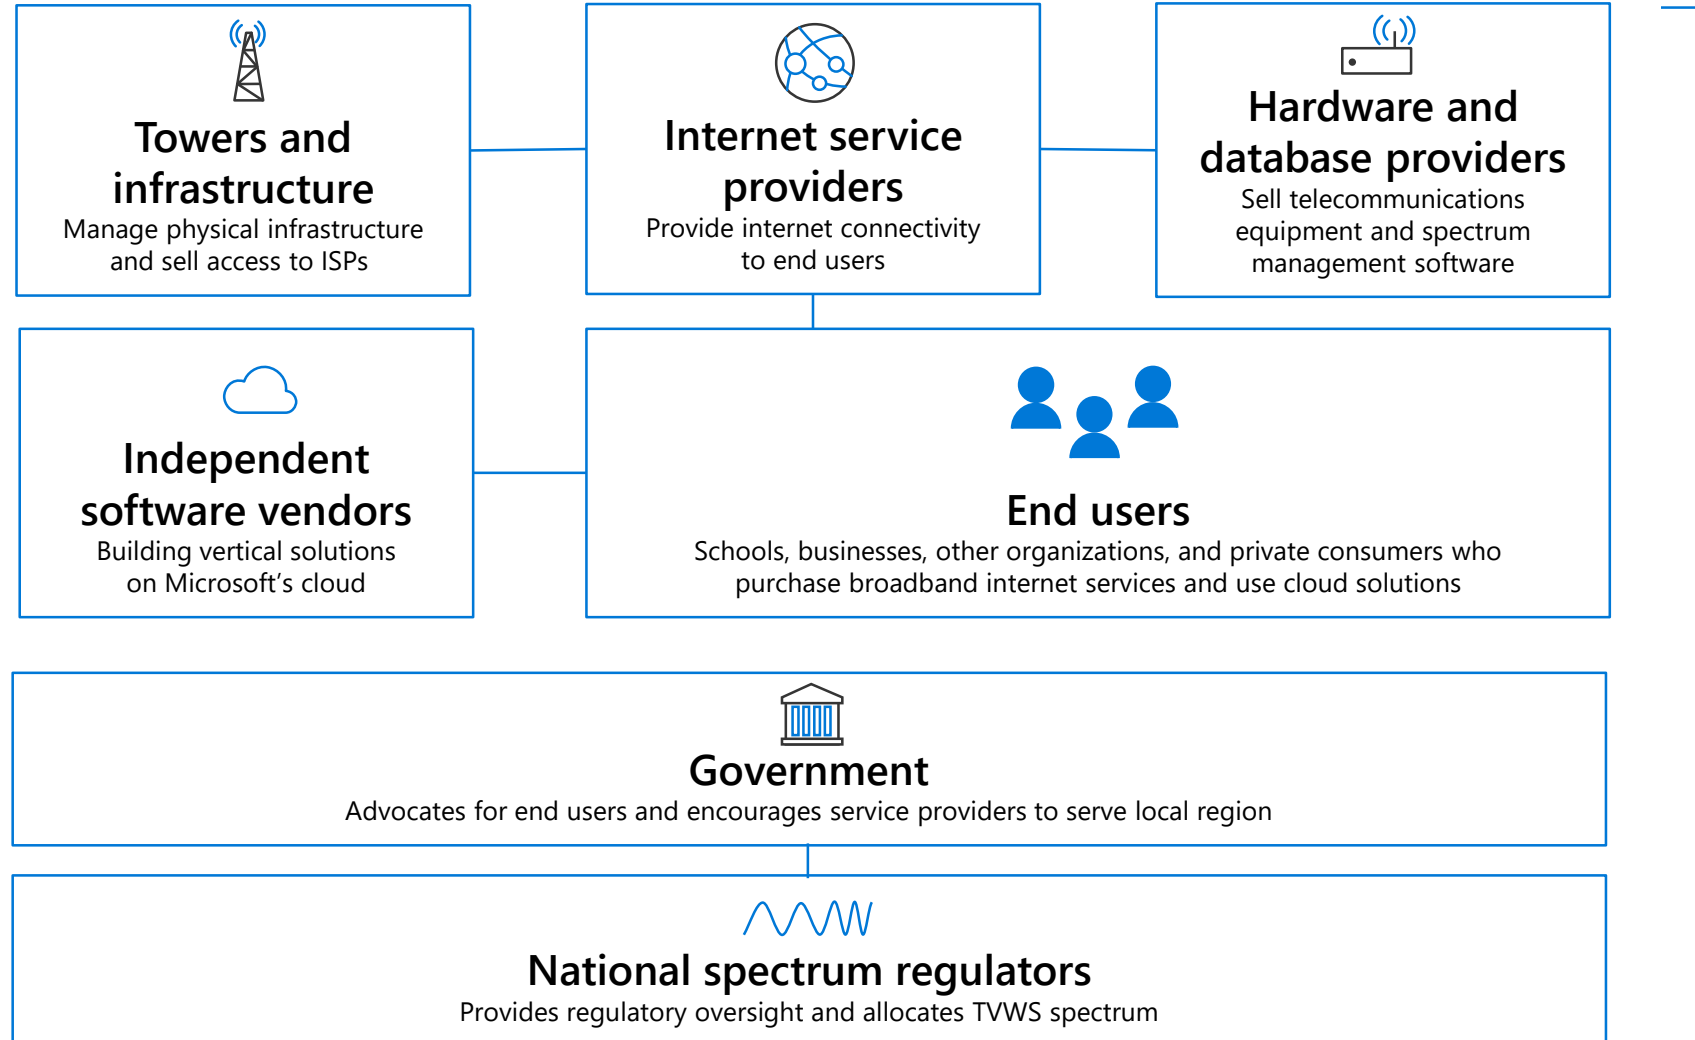 Towers and
infrastructure
Manage physical infrastructure
and sell access to ISPs
Internet service
providers
Provide internet connectivity
to end users
Hardware and
database providers
Sell telecommunications
equipment and spectrum
management software
Independent
software vendors
Building vertical solutions
on Microsoft’s cloud
End users
Schools, businesses, other organizations, and private consumers who
purchase broadband internet services and use cloud solutions
Government
Advocates for end users and encourages service providers to serve local region
National spectrum regulators
Provides regulatory oversight and allocates TVWS spectrum